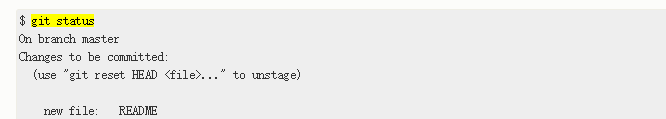 $ git status
On branch master
Changes to be committed:
  (use "git reset HEAD <file>..." to unstage)

    new file:   README